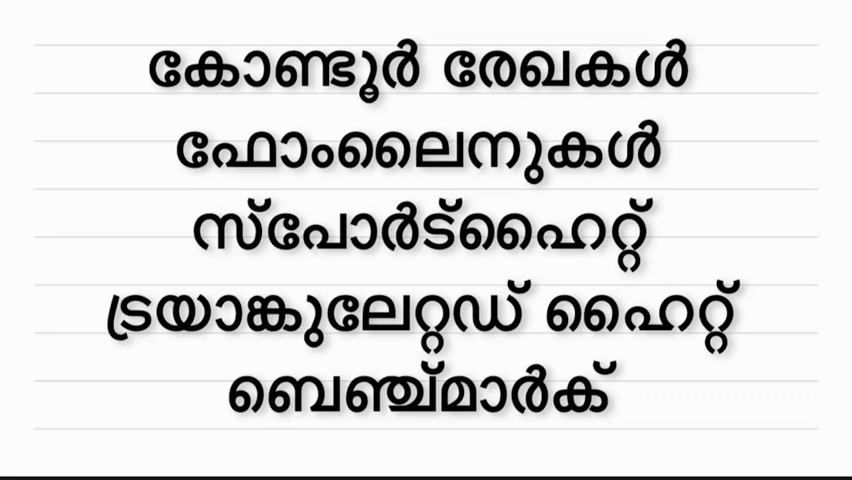 കോണ്ടൂർ രേഖകൾ
ഫോംലൈനുകൾ
സ്പോർട്ഹൈറ്റ്
ട്രയാങ്കുലേറ്റഡ് ഹൈറ്റ്
ബെഞ്ച്മാർക്